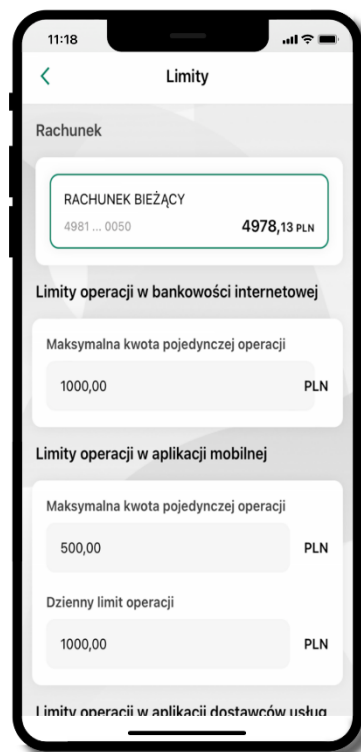 11:18
Limity
Rachunek
RACHUNEK BIEŻĄCY
4981 ... 0050 4978,13 PLN
Limity operacji w bankowości internetowej
Maksymalna kwota pojedynczej operacji
1000,00 PLN
Limity operacji w aplikacji mobilnej
Maksymalna kwota pojedynczej operacji
500,00 PLN
Dzienny limit operacji
1000,00 PLN
Limity operacji w aplikacji dostawców usług